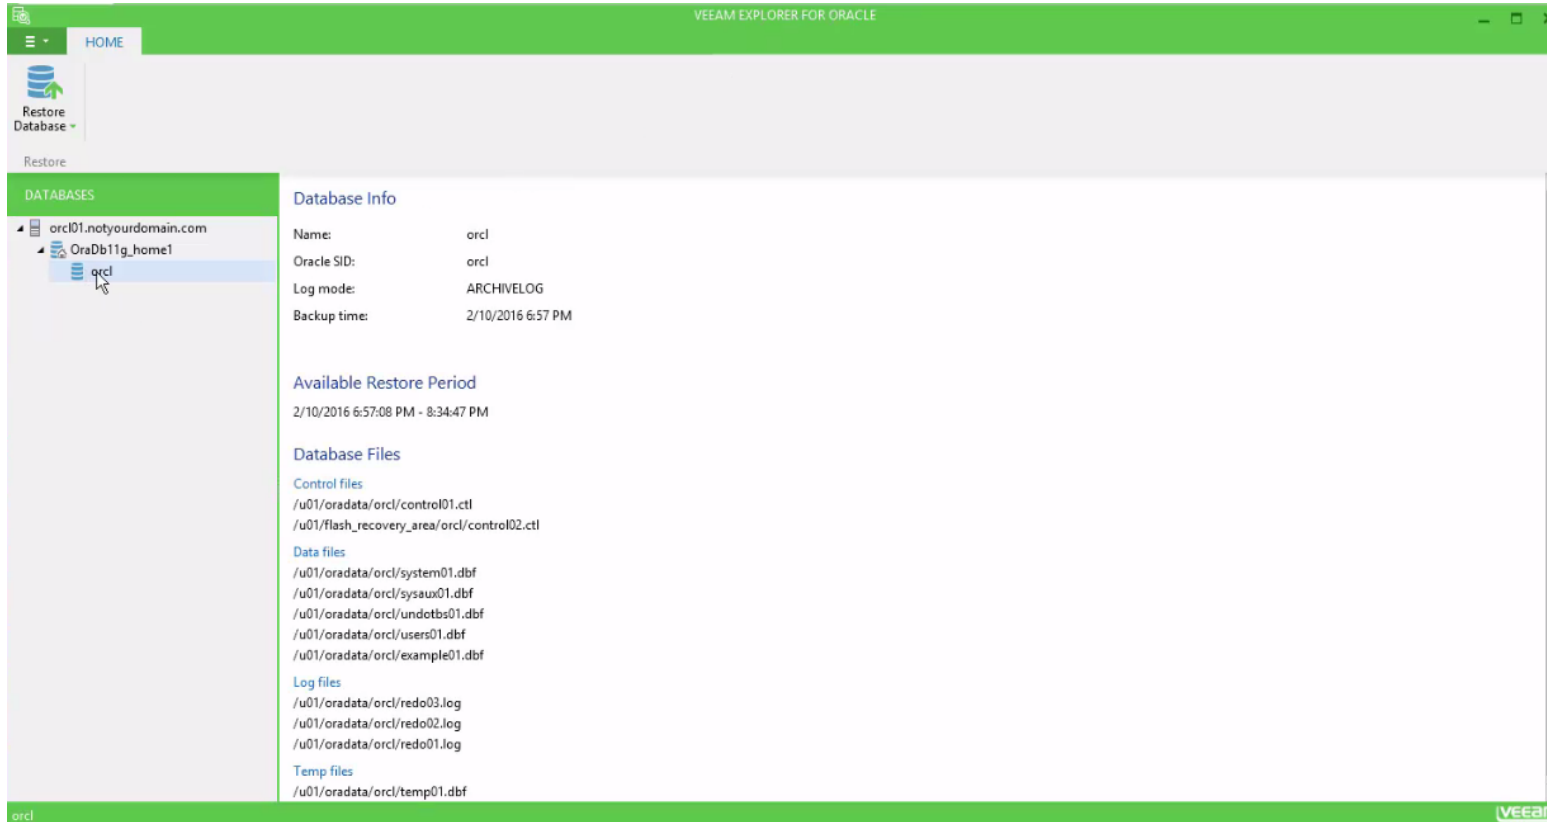 VEEAM EXPLORER FOR ORACLE
HOME
Restore
Database
Restore
DATABASES
orcl01.notyourdomain.com
OraDb11g_home1
orcl
Database Info
Name: orcl
Oracle SID: orcl
Log mode: ARCHIVELOG
Backup time: 2/10/2016 6:57 PM
Available Restore Period
2/10/2016 6:57:08 PM - 8:34:47 PM
Database Files
Control files
/u01/oradata/orcl/control01.ctl
/u01/flash_recovery_area/orcl/control02.ctl
Data files
/u01/oradata/orcl/system01.dbf
/u01/oradata/orcl/sysaux01.dbf
/u01/oradata/orcl/undotbs01.dbf
/u01/oradata/orcl/users01.dbf
/u01/oradata/orcl/example01.dbf
Log files
/u01/oradata/orcl/redo03.log
/u01/oradata/orcl/redo02.log
/u01/oradata/orcl/redo01.log
Temp files
/u01/oradata/orcl/temp01.dbf
orcl